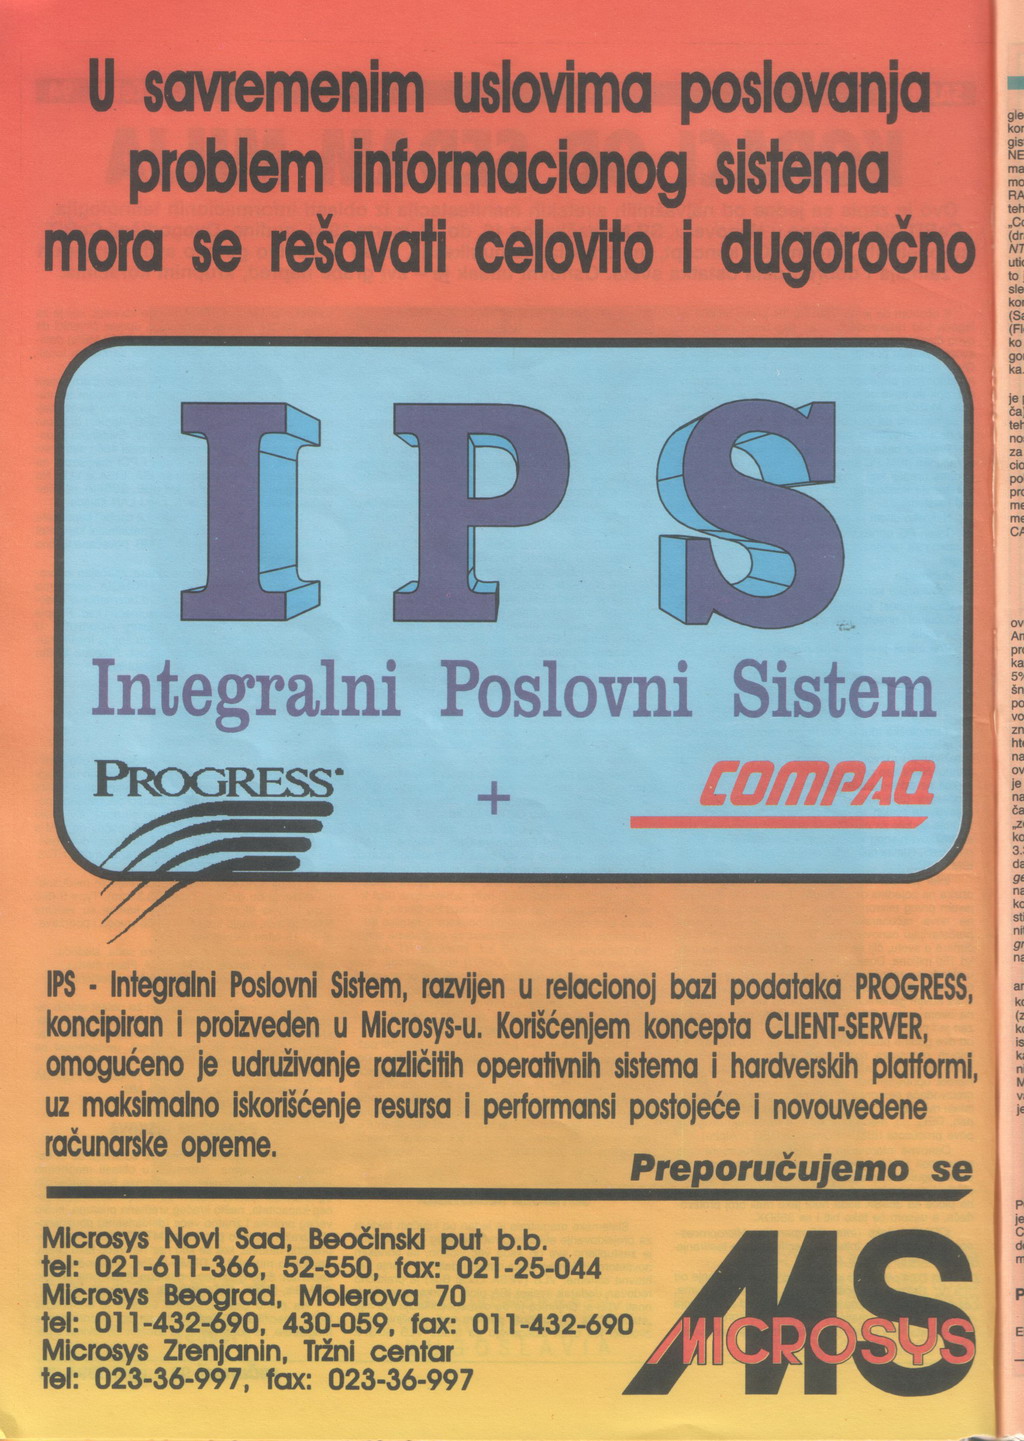 U savremenim uslovima poslovanja
problem informacionog sistema
mora se rešavati celovito i dugoročno
I P S
Integralni Poslovni Sistem
PROGRESS
+
COMPAQ
IPS - Integralni Poslovni Sistem, razvijen u relacionoj bazi podataka PROGRESS,
koncipiran i proizveden u Microsys-u. Korišćenjem koncepta CLIENT-SERVER,
omogućeno je udruživanje različitih operativnih sistema i hardverskih platformi,
uz maksimalno iskorišćenje resursa i performansi postojeće i novouvedene
računarske opreme.
Preporučujemo se
Microsys Novi Sad, Beočinski put b.b.
tel: 021-611-366, 52-550, fax: 021-25-044
Microsys Beograd, Molerova 70
tel: 011-432-690, 430-059, fax: 011-432-690
Microsys Zrenjanin, Tržni centar
tel: 023-36-997, fax: 023-36-997
MS
MICROSYS